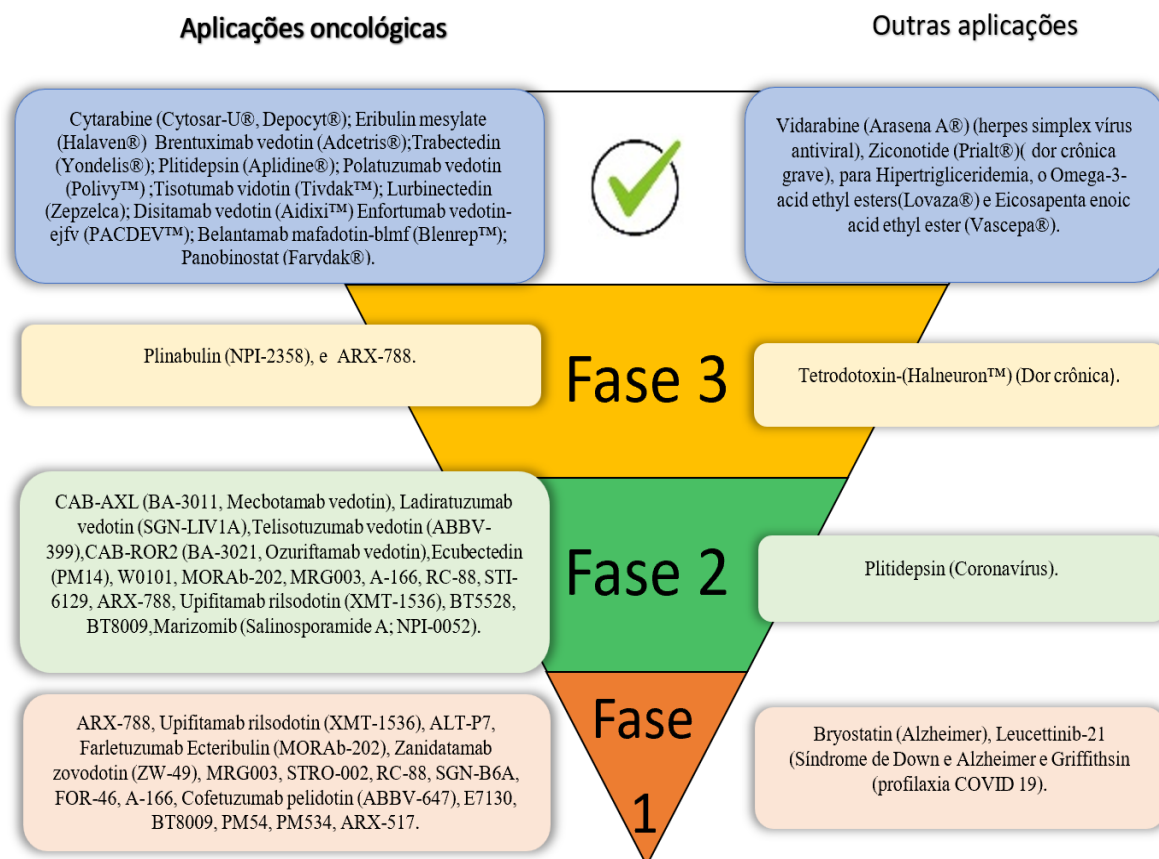 Aplicações oncológicas
Outras aplicações
Cytarabine (Cytosar-U®, Depocyt®); Eribulin mesylate
(Halaven®) Brentuximab vedotin (Adcetris®);Trabectedin
(Yondelis®); Plitidepsin (Aplidine®); Polatuzumab vedotin
(Polivy™) ;Tisotumab vidotin (Tivdak™); Lurbinectedin
(Zepzelca); Disitamab vedotin (Aidixi™) Enfortumab vedotin-
ejfv (PACDEV™); Belantamab mafadotin-blmf (Blenrep™);
Panobinostat (Farydak®).
Vidarabine (Arasena A®) (herpes simplex vírus
antiviral), Ziconotide (Prialt®)( dor crônica
grave), para Hipertrigliceridemia, o Omega-3-
acid ethyl esters(Lovaza®) e Eicosapenta enoic
acid ethyl ester (Vascepa®).
Plinabulin (NPI-2358), e ARX-788.
Fase 3
Tetrodotoxin-(Halneuron™) (Dor crônica).
CAB-AXL (BA-3011, Mecbotamab vedotin), Ladiratuzumab
vedotin (SGN-LIV1A),Telisotuzumab vedotin (ABBV-
399),CAB-ROR2 (BA-3021, Ozuriftamab vedotin),Ecubectedin
(PM14), W0101, MORAb-202, MRG003, A-166, RC-88, STI-
6129, ARX-788, Upifitamab rilsodotin (XMT-1536), BT5528,
BT8009,Marizomib (Salinosporamide A; NPI-0052).
Fase 2
Plitidepsin (Coronavírus).
ARX-788, Upifitamab rilsodotin (XMT-1536), ALT-P7,
Farletuzumab Ecteribulin (MORAb-202), Zanidatamab
zovodotin (ZW-49), MRG003, STRO-002, RC-88, SGN-B6A,
FOR-46, A-166, Cofetuzumab pelidotin (ABBV-647), E7130,
BT8009, PM54, PM534, ARX-517.
Fase
1
Bryostatin (Alzheimer), Leucettinib-21
(Síndrome de Down e Alzheimer e Griffithsin
(profilaxia COVID 19).